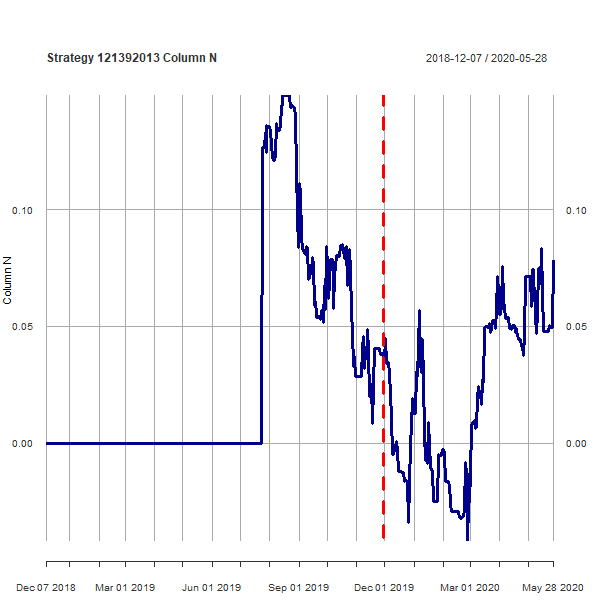 Strategy 121392013 Column N
2018-12-07 / 2020-05-28
Column N
0.10
0.05
0.00
0.10
0.05
0.00
Dec 07 2018
Mar 01 2019
Jun 01 2019
Sep 01 2019
Dec 01 2019
Mar 01 2020
May 28 2020